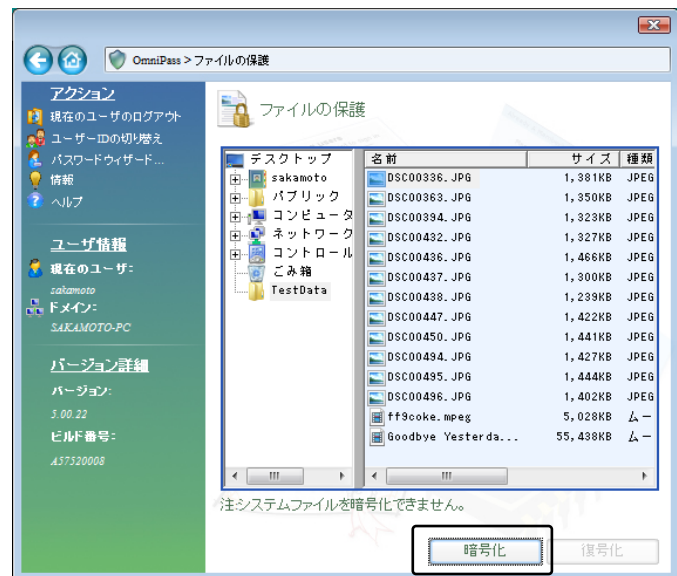 OmniPass > ファイルの保護
アクション
現在のユーザのログアウト
ユーザーIDの切り替え
パスワードウィザード...
情報
ヘルプ
ユーザ情報
現在のユーザ:
sakamoto
ドメイン:
SAKAMOTO-PC
バージョン詳細
バージョン:
5.00.22
ビルド番号:
A57520008
ファイルの保護
デスクトップ
sakamoto
パブリック
コンピュータ
ネットワーク
コントロール
ごみ箱
TestData
名前 サイズ 種類
DSC00336.JPG 1,381KB JPEG
DSC00363.JPG 1,350KB JPEG
DSC00394.JPG 1,323KB JPEG
DSC00432.JPG 1,327KB JPEG
DSC00436.JPG 1,466KB JPEG
DSC00437.JPG 1,300KB JPEG
DSC00438.JPG 1,239KB JPEG
DSC00447.JPG 1,422KB JPEG
DSC00450.JPG 1,441KB JPEG
DSC00494.JPG 1,427KB JPEG
DSC00495.JPG 1,444KB JPEG
DSC00496.JPG 1,402KB JPEG
ff9coke.mpeg 5,028KB ムー
Goodbye Yesterda... 55,438KB ムー
注:システムファイルを暗号化できません。
暗号化 復号化